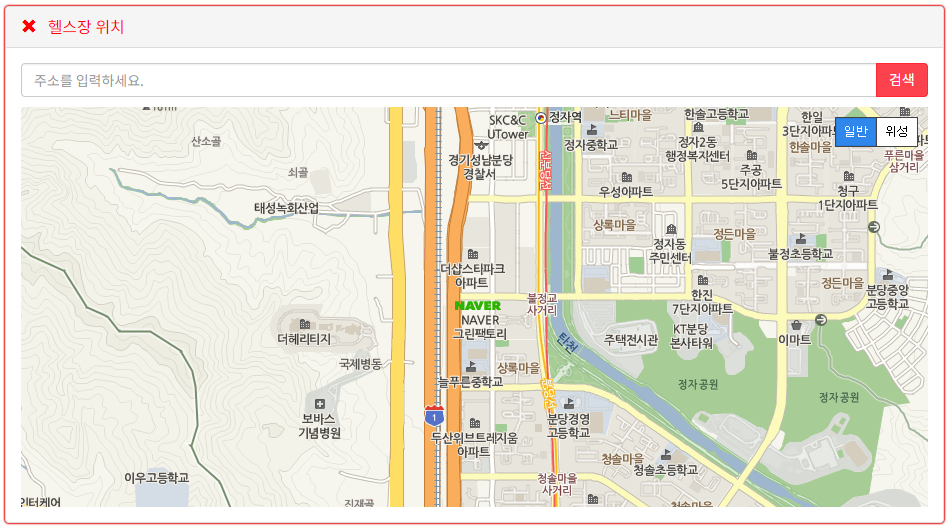 헬스장 위치
주소를 입력하세요.
검색
일반
위성
SKC&C
UTower
정자역
느티마을
한솔고등학교
한일
3단지아파트
한솔마을
푸른마을
삼거리
산소골
정자중학교
정자2동
행정복지센터
경기성남분당
경찰서
쇠골
우성아파트
주공
5단지아파트
청구
1단지아파트
태성녹회산업
상록마을
정자동
주민센터
정든마을
불정초등학교
더샵스타파크
아파트
한진
7단지아파트
정든마을
분당중앙
고등학교
불정교
사거리
NAVER
NAVER
그린팩토리
더헤리티지
탄천
주택전시관
KT분당
본사타워
이마트
국제병동
상록마을
늘푸른중학교
정자공원
정자공원
1
보바스
기념병원
분당경영
고등학교
두산위브트레지움
아파트
청솔마을
청솔초등학교
이우고등학교
청솔마을
사거리
인터케어
진재골
청솔마을